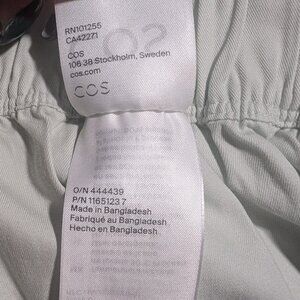 RN101255
CA42271
COS
106 38 Stockholm, Sweden
cos.com
COS
O/N 444439
P/N 1165123 7
Made in Bangladesh
Fabriqué au Bangladesh
Hecho en Bangladesh